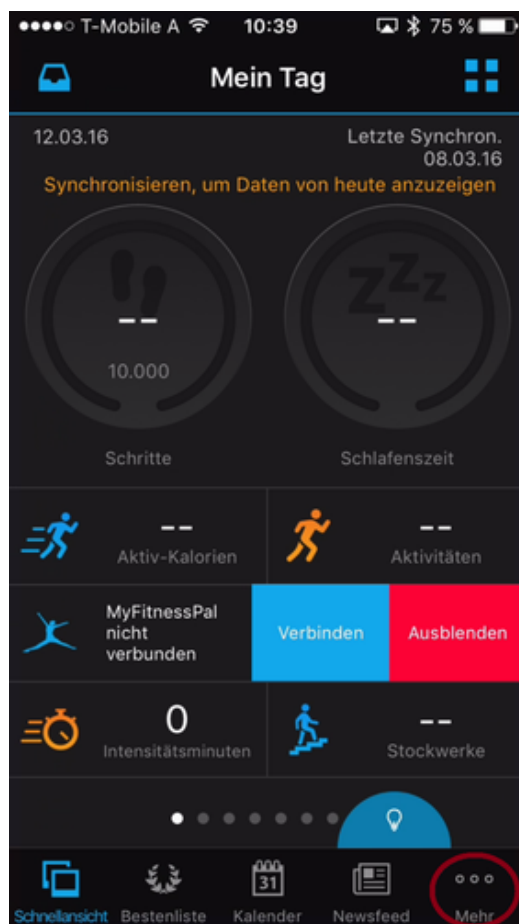 T-Mobile A 10:39 75 %
Mein Tag
12.03.16
Letzte Synchron.
08.03.16
Synchronisieren, um Daten von heute anzuzeigen
zzz
-- --
10.000
Schritte Schlafenszeit
-- --
Aktiv-Kalorien Aktivitäten
MyFitnessPal
nicht
verbunden
Verbinden Ausblenden
0 --
Intensitätsminuten Stockwerke
31
Schnellansicht Bestenliste Kalender Newsfeed Mehr